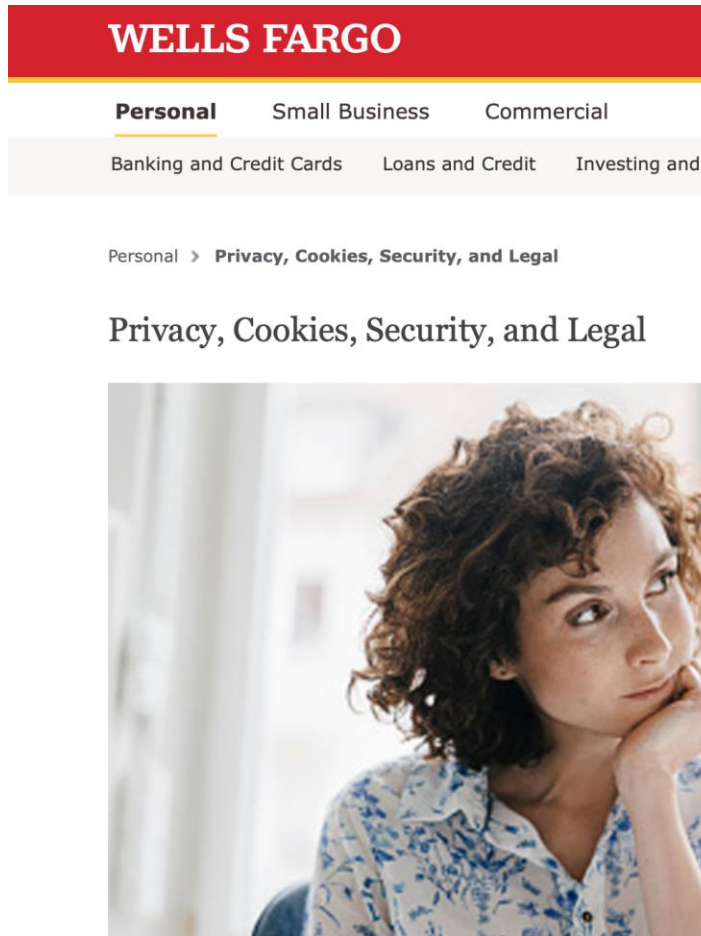 WELLS FARGO
Personal Small Business Commercial
Banking and Credit Cards Loans and Credit Investing and
Personal > Privacy, Cookies, Security, and Legal
Privacy, Cookies, Security, and Legal